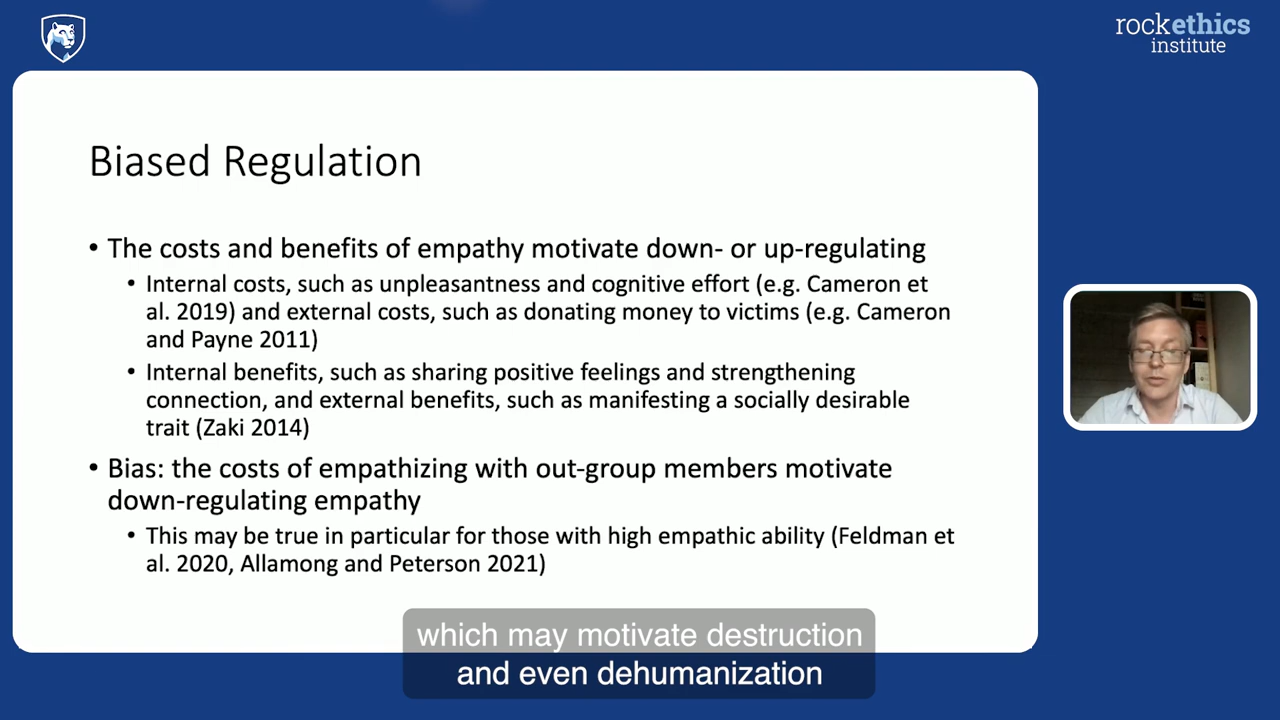 rockethics
institute
Biased Regulation
• The costs and benefits of empathy motivate down- or up-regulating
• Internal costs, such as unpleasantness and cognitive effort (e.g. Cameron et
al. 2019) and external costs, such as donating money to victims (e.g. Cameron
and Payne 2011)
• Internal benefits, such as sharing positive feelings and strengthening
connection, and external benefits, such as manifesting a socially desirable
trait (Zaki 2014)
• Bias: the costs of empathizing with out-group members motivate
down-regulating empathy
• This may be true in particular for those with high empathic ability (Feldman et
al. 2020, Allamong and Peterson 2021)
which may motivate destruction
and even dehumanization